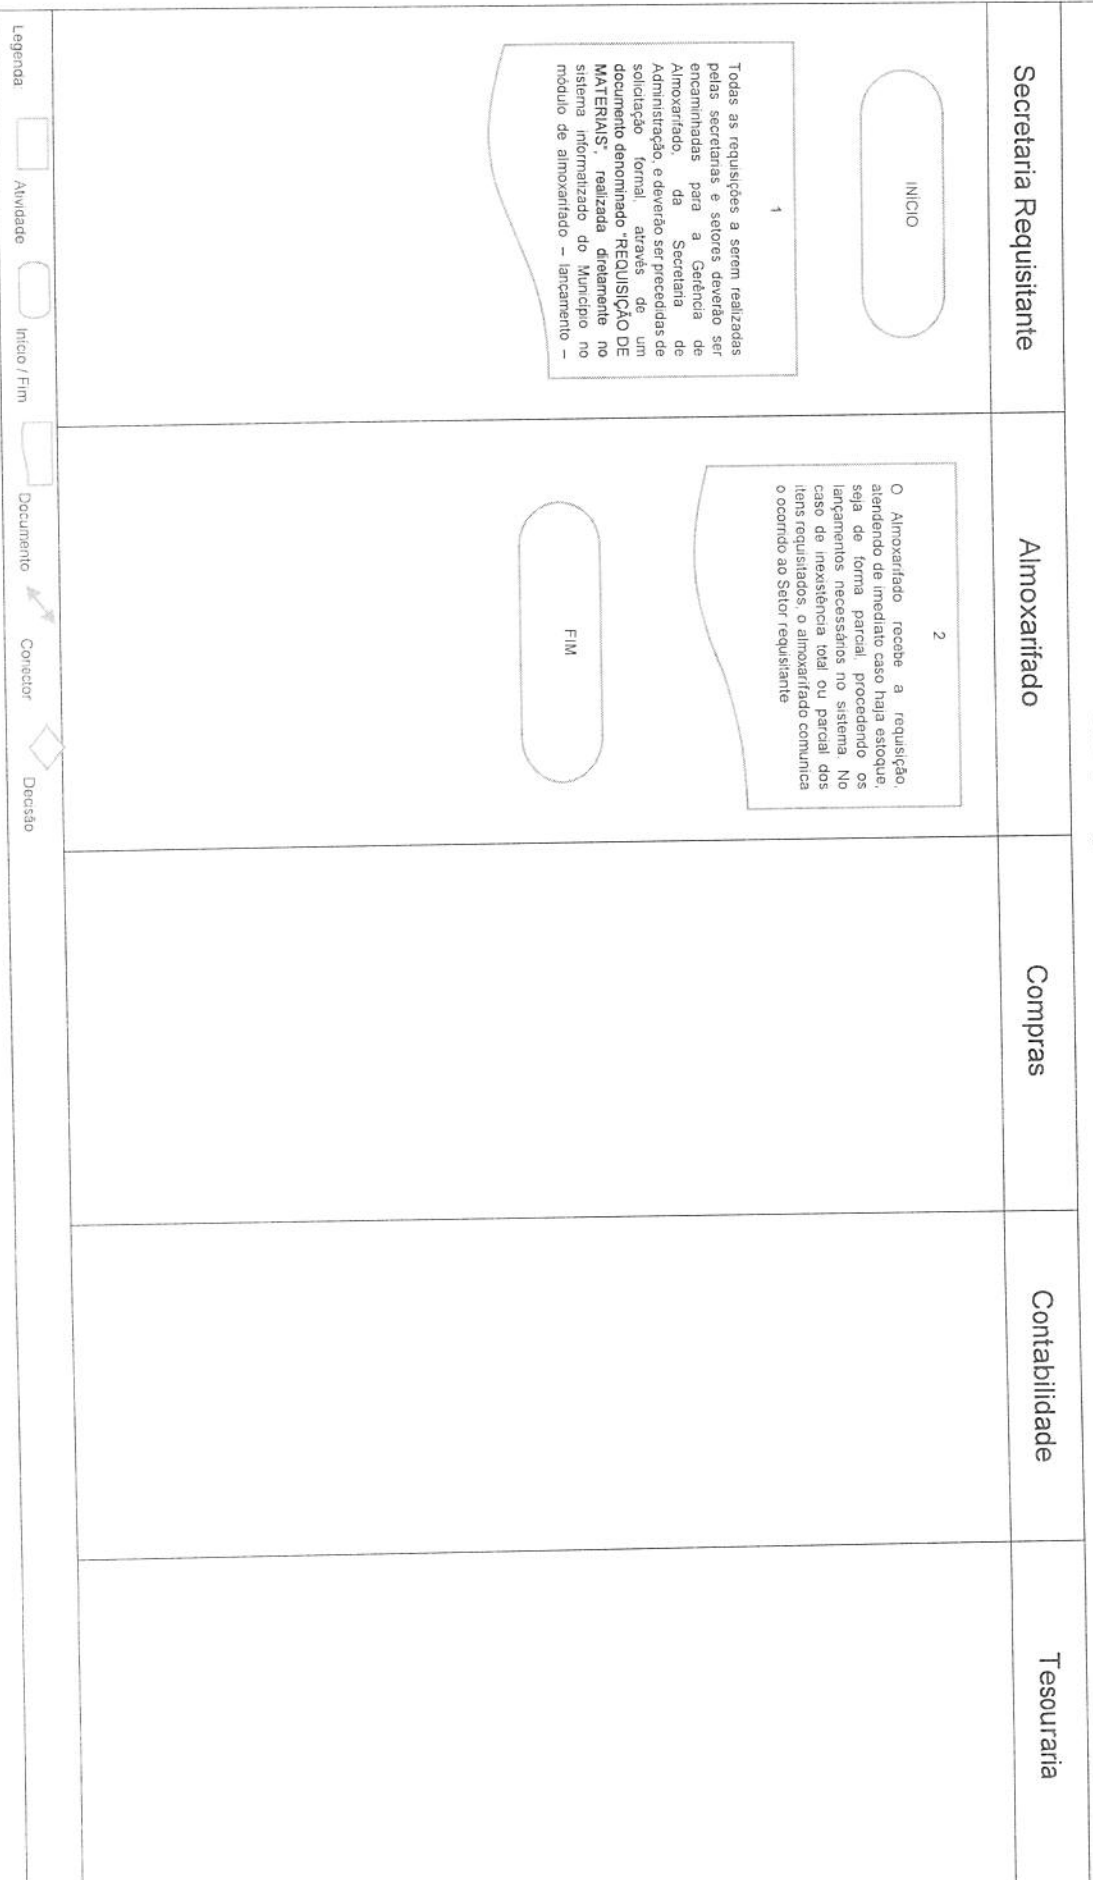 Secretaria Requisitante
Almoxarifado
Compras
Contabilidade
Tesouraria
INÍCIO
1
Todas as requisições a serem realizadas
pelas secretarias e setores deverão ser
encaminhadas para a Gerência de
Almoxarifado, da Secretaria de
Administração, e deverão ser precedidas de
solicitação formal, através de um
documento denominado "REQUISIÇÃO DE
MATERIAIS", realizada diretamente no
sistema informatizado do Município no
módulo de almoxarifado – lançamento –
2
O Almoxarifado recebe a requisição,
atendendo de imediato caso haja estoque,
seja de forma parcial, procedendo os
lançamentos necessários no sistema. No
caso de inexistência total ou parcial dos
itens requisitados, o almoxarifado comunica
o ocorrido ao Setor requisitante
FIM
Legenda: Atividade Início / Fim Documento Conector Decisão